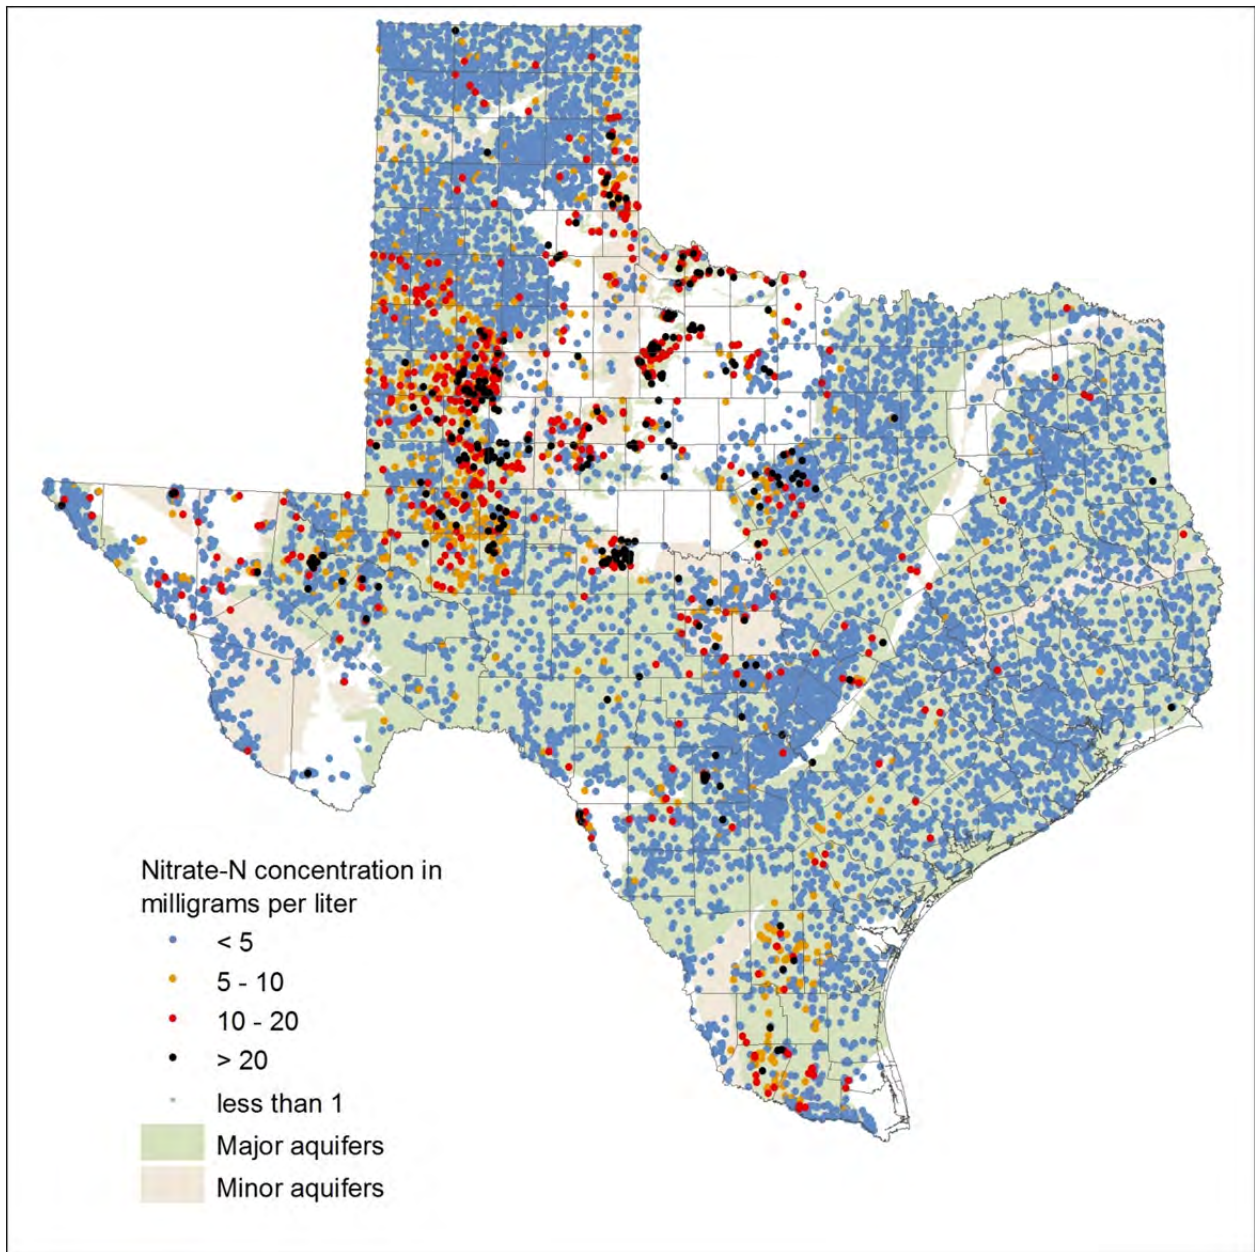 Nitrate-N concentration in
milligrams per liter
< 5
5 - 10
10 - 20
> 20
less than 1
Major aquifers
Minor aquifers